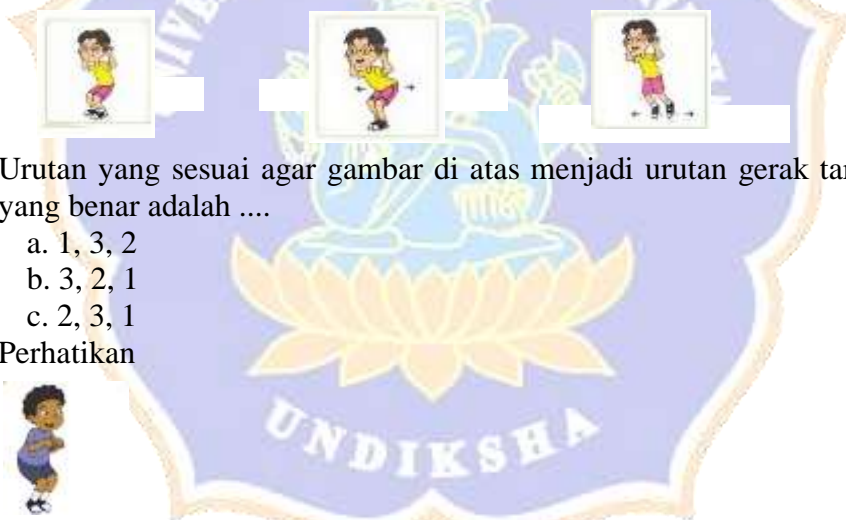 Urutan yang sesuai agar gambar di atas menjadi urutan gerak
yang benar adalah ....
a. 1, 3, 2
b. 3, 2, 1
c. 2, 3, 1
Perhatikan
UNDIKSHA